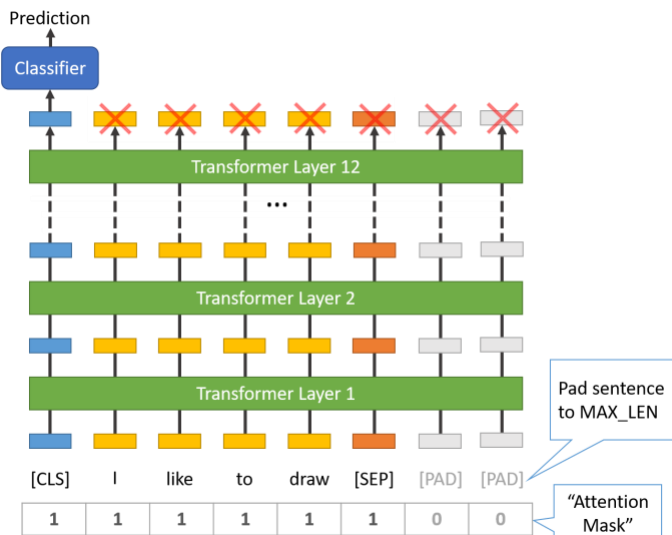 Prediction
Classifier
Transformer Layer 12
...
Transformer Layer 2
Transformer Layer 1
Pad sentence
to MAX_LEN
[CLS] I like to draw [SEP] [PAD] [PAD]
1 1 1 1 1 1 0 0
“Attention
Mask”